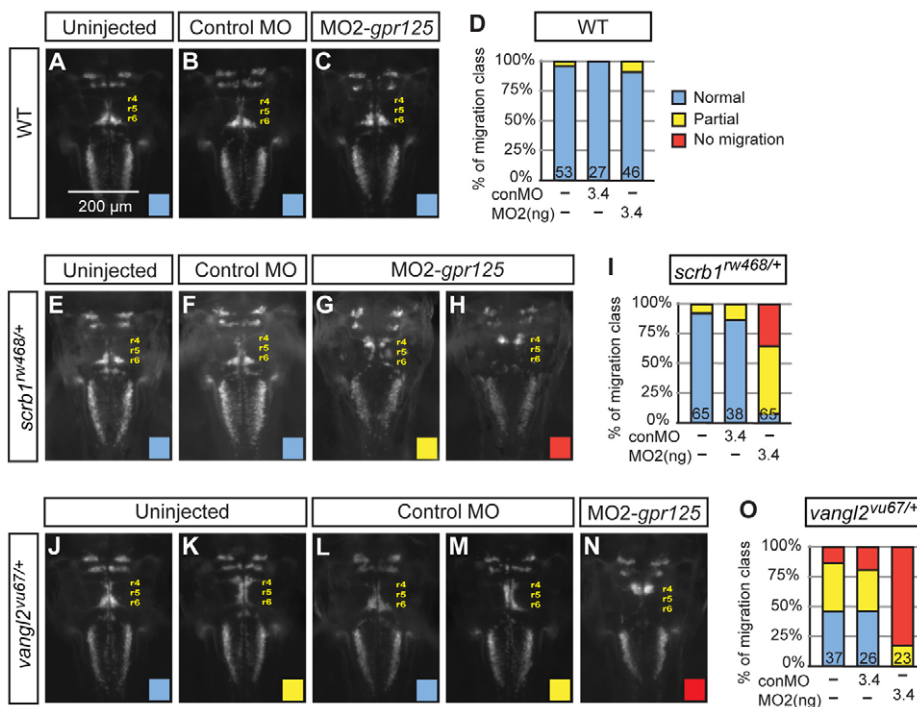 Uninjected Control MO MO2-gpr125
WT
A B C
r4 r4 r4
r5 r5 r5
r6 r6 r6
200 µm
D WT
% of migration class
100%
75%
50%
25%
0%
53 27 46
conMO – 3.4 –
MO2(ng) – – 3.4
Normal
Partial
No migration
Uninjected Control MO MO2-gpr125
scrb1rw468/+
E F G H
r4 r4 r4 r4
r5 r5 r5 r5
r6 r6 r6 r6
I scrb1rw468/+
% of migration class
100%
75%
50%
25%
0%
65 38 65
conMO – 3.4 –
MO2(ng) – – 3.4
Uninjected Control MO MO2-gpr125
vangl2vu67/+
J K L M N
r4 r4 r4 r4 r4
r5 r5 r5 r5 r5
r6 r6 r6 r6 r6
O vangl2vu67/+
% of migration class
100%
75%
50%
25%
0%
37 26 23
conMO – 3.4 –
MO2(ng) – – 3.4